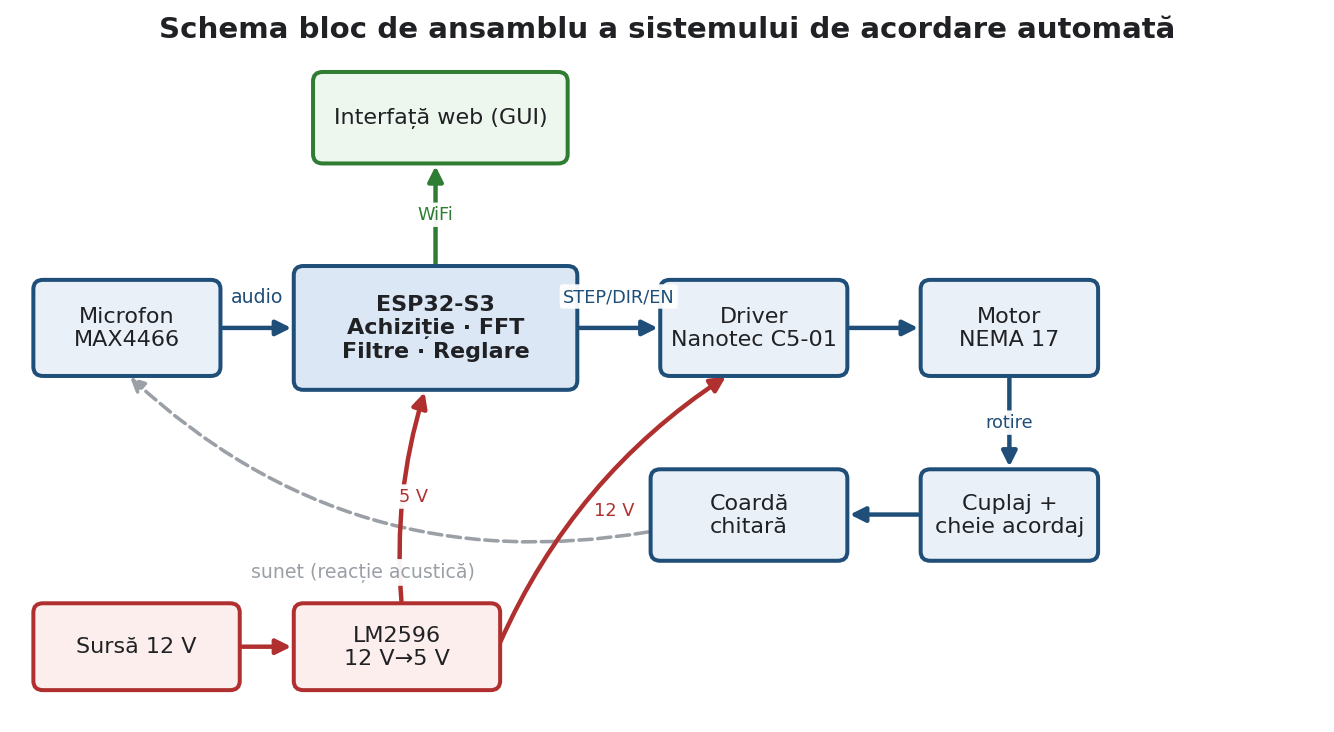 Schema bloc de ansamblu a sistemului de acordare automată
Interfață web (GUI)
WiFi
Microfon
MAX4466
audio
ESP32-S3
Achiziție · FFT
Filtre · Reglare
STEP/DIR/EN
Driver
Nanotec C5-01
Motor
NEMA 17
rotire
5 V
12 V
Coardă
chitară
Cuplaj +
cheie acordaj
sunet (reacție acustică)
Sursă 12 V
LM2596
12 V→5 V